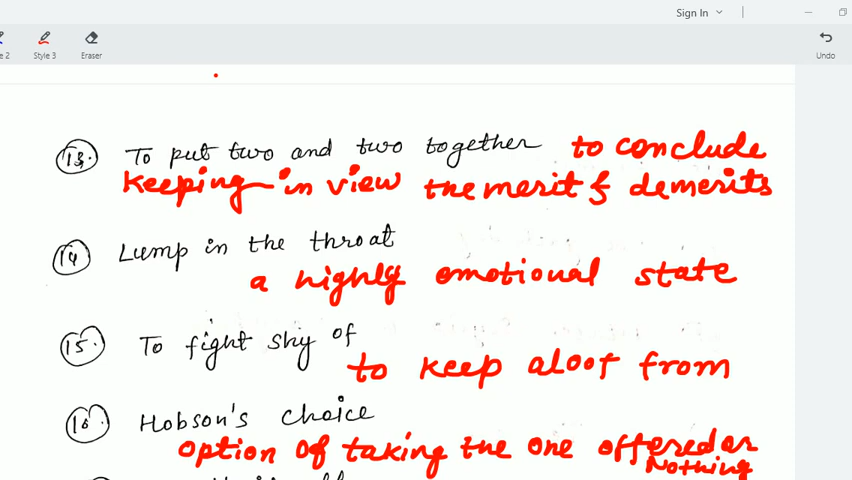 Sign In
Style 3
Eraser
Undo
13. To put two and two together to conclude
Keeping in view the merit & demerits
14 Lump in the throat
a highly emotional state
15. To fight shy of
to keep aloof from
16 Hobson's choice
option of taking the one offered or
Nothing